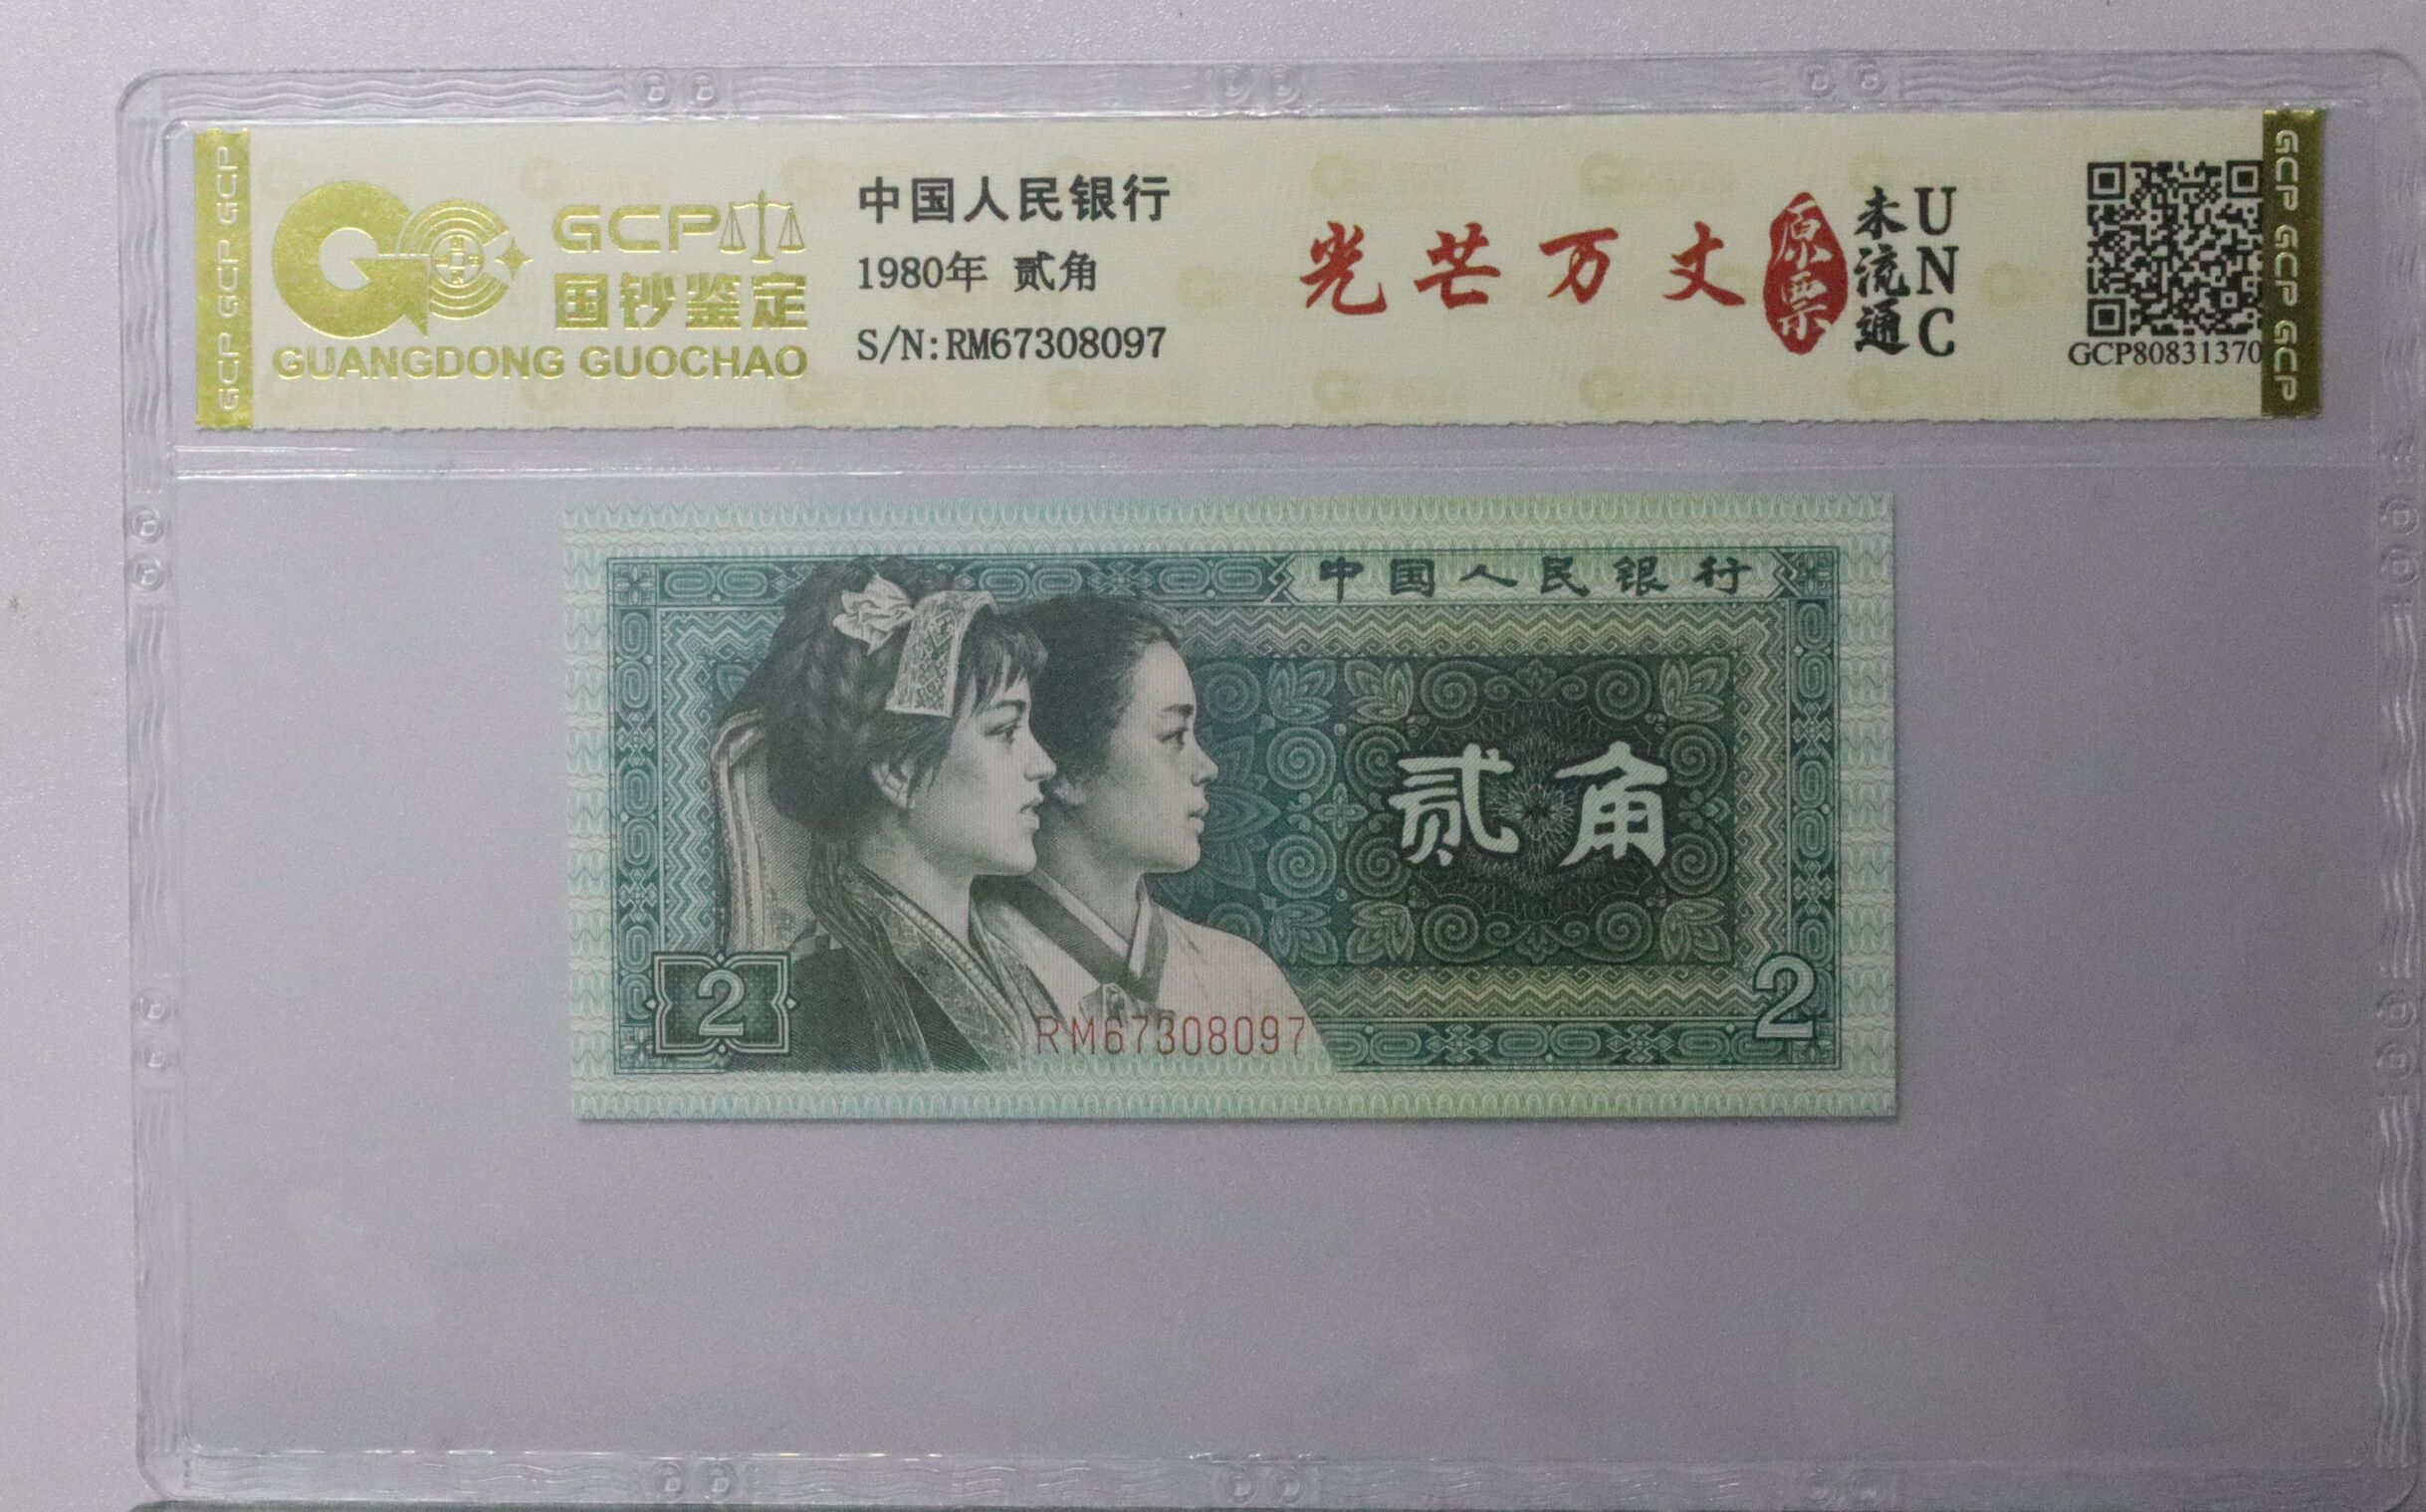 GCP GCP GCP
GCP
国钞鉴定
GUANGDONG GUOCHAO
中国人民银行
1980年 贰角
S/N:RM67308097
光芒万丈
原票
未流通
UNC
GCP80831370
GCP GCP GCP
中国人民银行
贰角
2
2
RM67308097